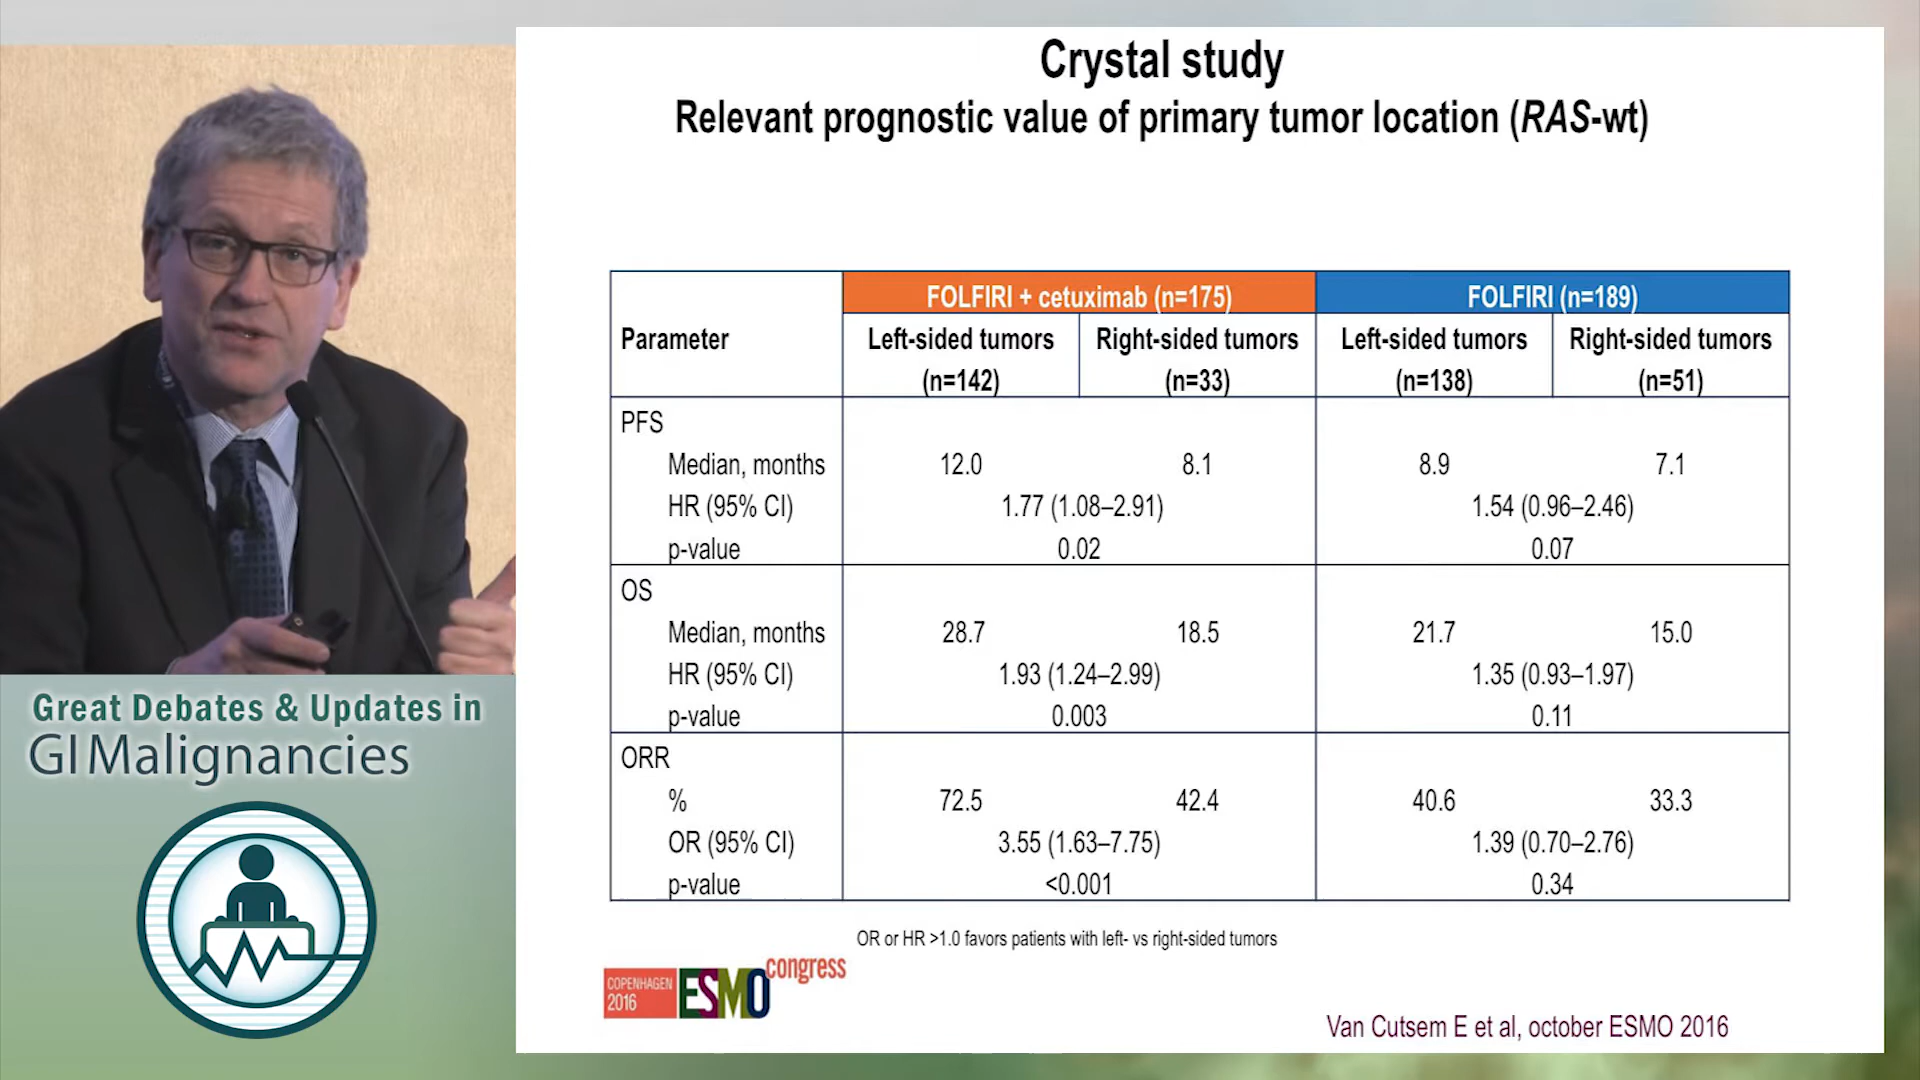 Crystal study
Relevant prognostic value of primary tumor location (RAS-wt)
Parameter
FOLFIRI + cetuximab (n=175)
FOLFIRI (n=189)
Left-sided tumors (n=142)
Right-sided tumors (n=33)
Left-sided tumors (n=138)
Right-sided tumors (n=51)
PFS
Median, months 12.0 8.1 8.9 7.1
HR (95% CI) 1.77 (1.08–2.91) 1.54 (0.96–2.46)
p-value 0.02 0.07
OS
Median, months 28.7 18.5 21.7 15.0
HR (95% CI) 1.93 (1.24–2.99) 1.35 (0.93–1.97)
p-value 0.003 0.11
ORR
% 72.5 42.4 40.6 33.3
OR (95% CI) 3.55 (1.63–7.75) 1.39 (0.70–2.76)
p-value <0.001 0.34
OR or HR >1.0 favors patients with left- vs right-sided tumors
COPENHAGEN
2016
ESMO congress
Van Cutsem E et al, october ESMO 2016
Great Debates & Updates in
GI Malignancies